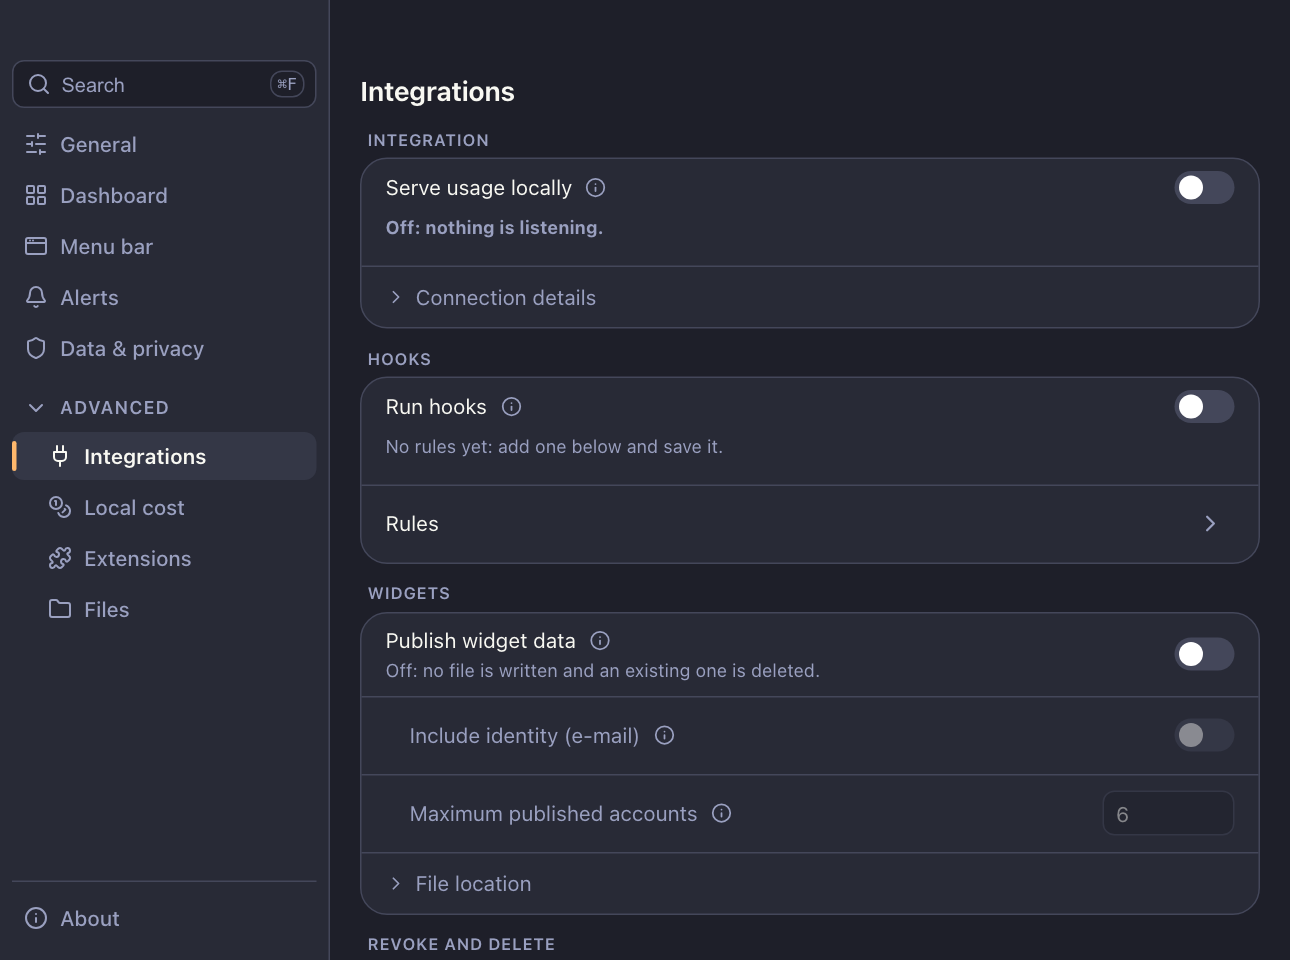 Search ⌘F
General
Dashboard
Menu bar
Alerts
Data & privacy
ADVANCED
Integrations
Local cost
Extensions
Files
About
Integrations
INTEGRATION
Serve usage locally
Off: nothing is listening.
Connection details
HOOKS
Run hooks
No rules yet: add one below and save it.
Rules
WIDGETS
Publish widget data
Off: no file is written and an existing one is deleted.
Include identity (e-mail)
Maximum published accounts 6
File location
REVOKE AND DELETE